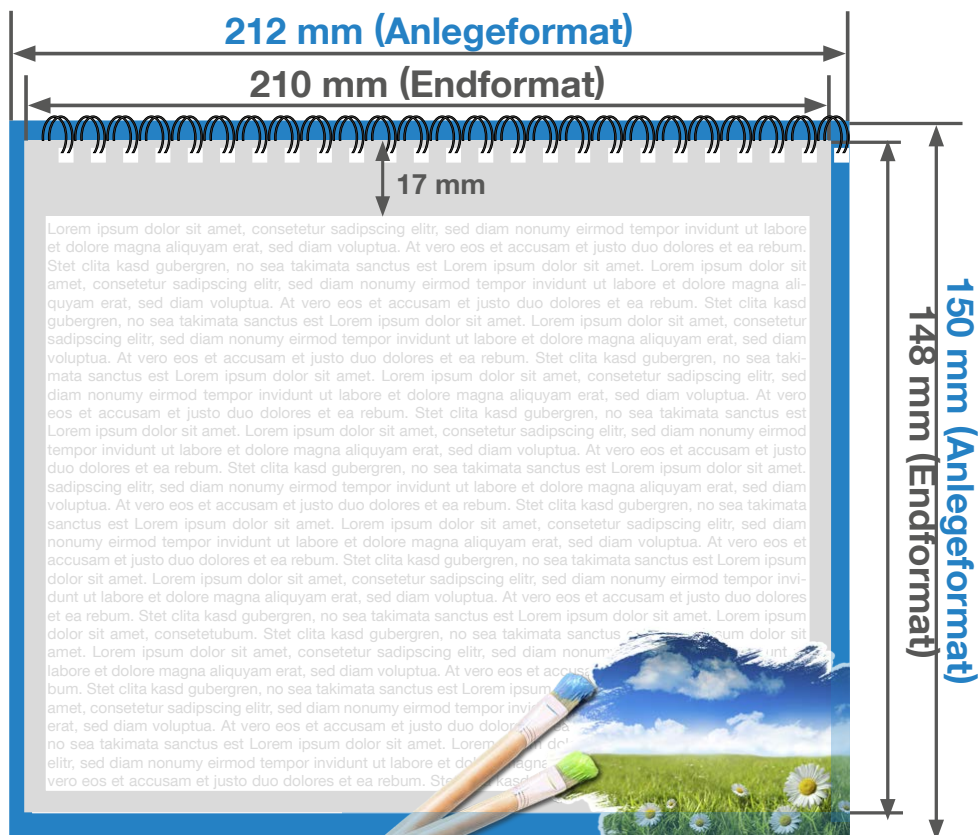 212 mm (Anlegeformat)
210 mm (Endformat)
17 mm
Lorem ipsum dolor sit amet, consetetur sadipscing elitr, sed diam nonumy eirmod tempor invidunt ut labore
et dolore magna aliquyam erat, sed diam voluptua. At vero eos et accusam et justo duo dolores et ea rebum.
Stet clita kasd gubergren, no sea takimata sanctus est Lorem ipsum dolor sit amet. Lorem ipsum dolor sit
amet, consetetur sadipscing elitr, sed diam nonumy eirmod tempor invidunt ut labore et dolore magna ali-
quyam erat, sed diam voluptua. At vero eos et accusam et justo duo dolores et ea rebum. Stet clita kasd
gubergren, no sea takimata sanctus est Lorem ipsum dolor sit amet. Lorem ipsum dolor sit amet, consetetur
sadipscing elitr, sed diam nonumy eirmod tempor invidunt ut labore et dolore magna aliquyam erat, sed diam
voluptua. At vero eos et accusam et justo duo dolores et ea rebum. Stet clita kasd gubergren, no sea taki-
mata sanctus est Lorem ipsum dolor sit amet. Lorem ipsum dolor sit amet, consetetur sadipscing elitr, sed
diam nonumy eirmod tempor invidunt ut labore et dolore magna aliquyam erat, sed diam voluptua. At vero
eos et accusam et justo duo dolores et ea rebum. Stet clita kasd gubergren, no sea takimata sanctus est
Lorem ipsum dolor sit amet. Lorem ipsum dolor sit amet, consetetur sadipscing elitr, sed diam nonumy eirmod
tempor invidunt ut labore et dolore magna aliquyam erat, sed diam voluptua. At vero eos et accusam et justo
duo dolores et ea rebum. Stet clita kasd gubergren, no sea takimata sanctus est Lorem ipsum dolor sit amet.
sadipscing elitr, sed diam nonumy eirmod tempor invidunt ut labore et dolore magna aliquyam erat, sed diam
voluptua. At vero eos et accusam et justo duo dolores et ea rebum. Stet clita kasd gubergren, no sea takimata
sanctus est Lorem ipsum dolor sit amet. Lorem ipsum dolor sit amet, consetetur sadipscing elitr, sed diam
nonumy eirmod tempor invidunt ut labore et dolore magna aliquyam erat, sed diam voluptua. At vero eos et
accusam et justo duo dolores et ea rebum. Stet clita kasd gubergren, no sea takimata sanctus est Lorem ipsum
dolor sit amet. Lorem ipsum dolor sit amet, consetetur sadipscing elitr, sed diam nonumy eirmod tempor invi-
dunt ut labore et dolore magna aliquyam erat, sed diam voluptua. At vero eos et accusam et justo duo dolores
et ea rebum. Stet clita kasd gubergren, no sea takimata sanctus est Lorem ipsum dolor sit amet. Lorem ipsum
dolor sit amet, consetetubum. Stet clita kasd gubergren, no sea takimata sanctus um dolor sit
amet. Lorem ipsum dolor sit amet, consetetur sadipscing elitr, sed diam
labore et dolore magna aliquyam erat, sed diam voluptua. At vero eos et
bum. Stet clita kasd gubergren, no sea takimata sanctus est Lorem ipsum
amet, consetetur sadipscing elitr, sed diam nonumy eirmod tempor
erat, sed diam voluptua. At vero eos et accusam et justo duo
no sea takimata sanctus est Lorem ipsum dolor sit amet.
elitr, sed diam nonumy eirmod tempor invidunt ut labore et
vero eos et accusam et justo duo dolores et ea rebum.
148 mm (Endformat)
150 mm (Anlegeformat)